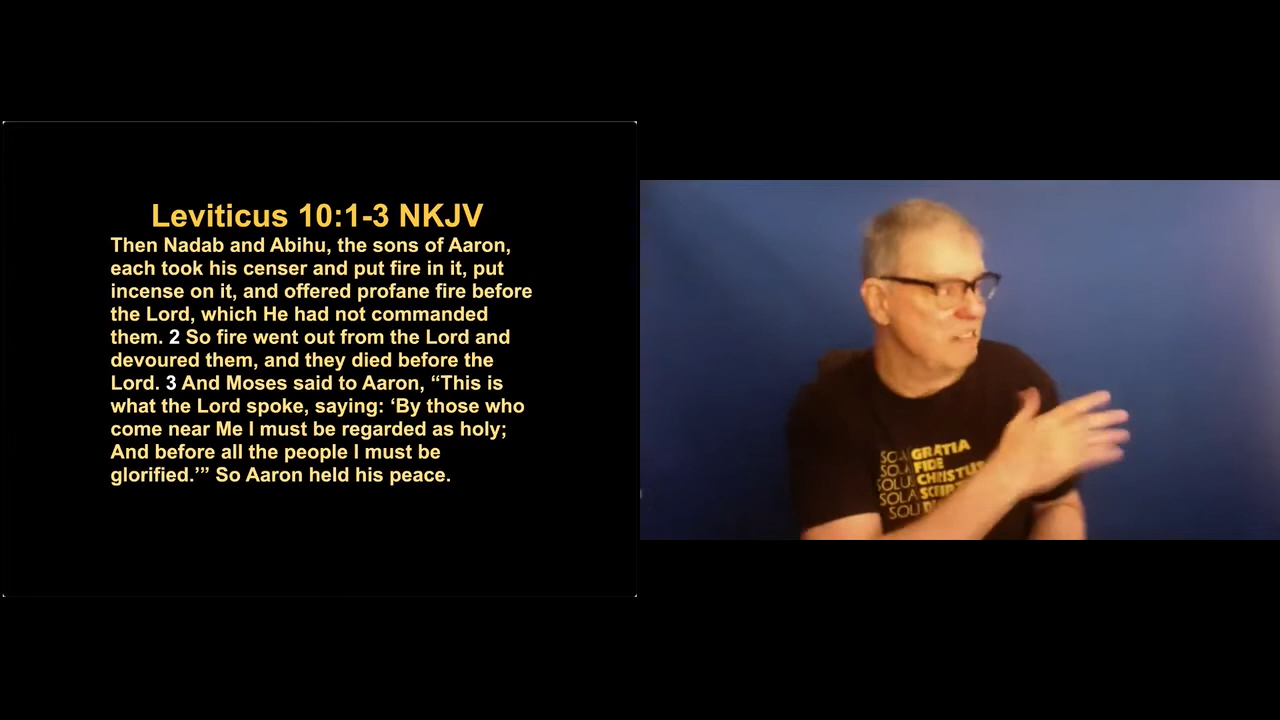 Leviticus 10:1-3 NKJV
Then Nadab and Abihu, the sons of Aaron,
each took his censer and put fire in it, put
incense on it, and offered profane fire before
the Lord, which He had not commanded
them. 2 So fire went out from the Lord and
devoured them, and they died before the
Lord. 3 And Moses said to Aaron, “This is
what the Lord spoke, saying: ‘By those who
come near Me I must be regarded as holy;
And before all the people I must be
glorified.’” So Aaron held his peace.
GRATIA
FIDE
SOLA